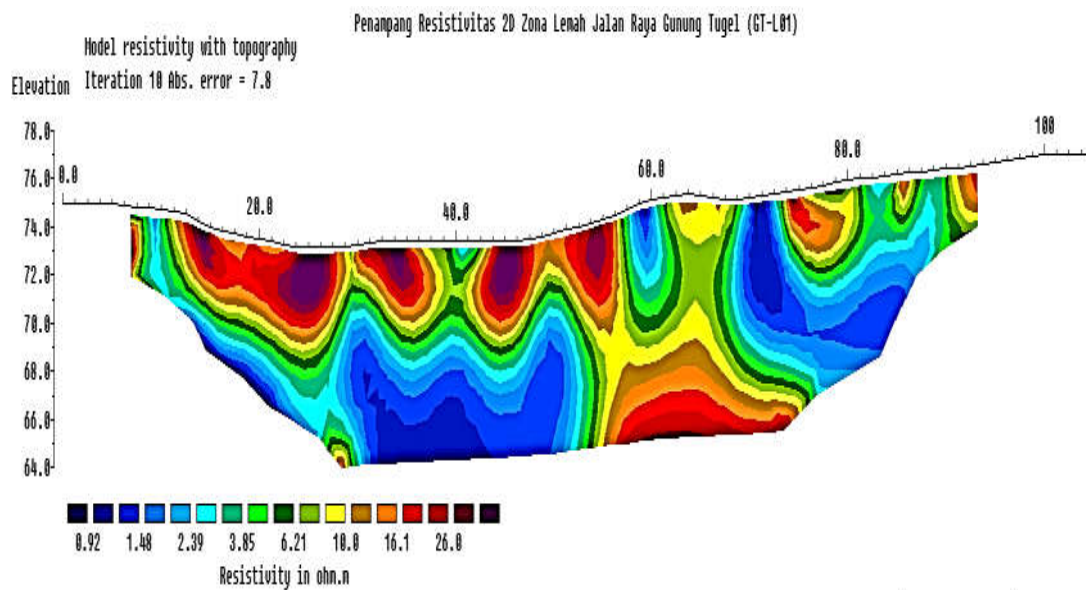 Penampang Resistivitas 2D Zona Lemah Jalan Raya Gunung Tugel (GT-L01)
Model resistivity with topography
Iteration 10 Abs. error = 7.8
Elevation
78.0
76.0
74.0
72.0
70.0
68.0
66.0
64.0
0.0
20.0
40.0
60.0
80.0
100
0.92 1.48 2.39 3.85 6.21 10.0 16.1 26.0
Resistivity in ohm.m